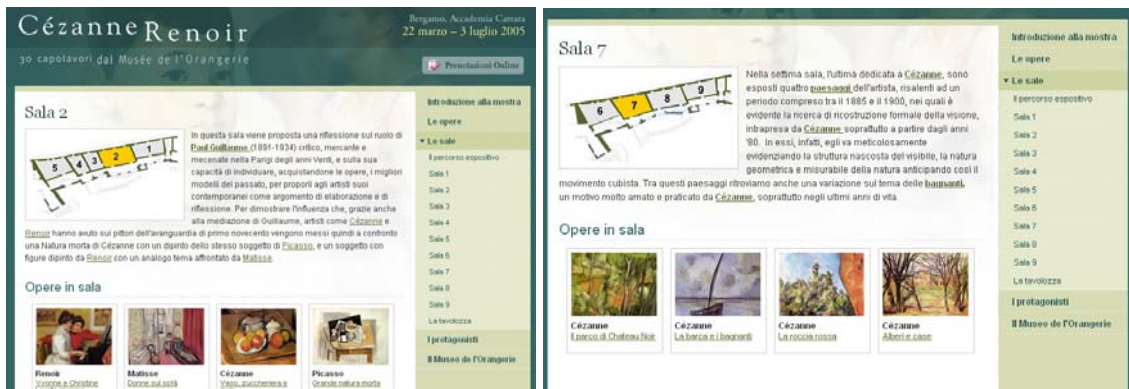 Cézanne Renoir
30 capolavori dal Musée de l'Orangerie
Bergamo, Accademia Carrara
22 marzo – 3 luglio 2005
Prenotazioni Online
Sala 2
5 4 3 2 1
In questa sala viene proposta una riflessione sul ruolo di
Paul Guillaume (1891-1934) critico, mercante e
mecenate nella Parigi degli anni Venti, e sulla sua
capacità di individuare, acquistandone le opere, i migliori
modelli del passato, per proporli agli artisti suoi
contemporanei come argomento di elaborazione e di
riflessione. Per dimostrare l'influenza che, grazie anche
alla mediazione di Guillaume, artisti come Cézanne e
Renoir hanno avuto sui pittori dell'avanguardia di primo novecento vengono messi quindi a confronto
una Natura morta di Cézanne con un dipinto dello stesso soggetto di Picasso, e un soggetto con
figure dipinto da Renoir con un analogo tema affrontato da Matisse.
Opere in sala
Renoir
Yvonne e Christine
Matisse
Donne sul sofà
Cézanne
Vaso, zuccheriera e
Picasso
Grande natura morta
Introduzione alla mostra
Le opere
Le sale
Il percorso espositivo
Sala 1
Sala 2
Sala 3
Sala 4
Sala 5
Sala 6
Sala 7
Sala 8
Sala 9
La tavolozza
I protagonisti
Il Museo de l'Orangerie
Sala 7
6 7 8 9
Nella settima sala, l'ultima dedicata a Cézanne, sono
esposti quattro paesaggi dell'artista, risalenti ad un
periodo compreso tra il 1885 e il 1900, nei quali è
evidente la ricerca di ricostruzione formale della visione,
intrapresa da Cézanne soprattutto a partire dagli anni
'80. In essi, infatti, egli va meticolosamente
evidenziando la struttura nascosta del visibile, la natura
geometrica e misurabile della natura anticipando così il
movimento cubista. Tra questi paesaggi ritroviamo anche una variazione sul tema delle bagnanti,
un motivo molto amato e praticato da Cézanne, soprattutto negli ultimi anni di vita.
Opere in sala
Cézanne
Il parco di Chateau Noir
Cézanne
La barca e i bagnanti
Cézanne
La roccia rossa
Cézanne
Alberi e case
Introduzione alla mostra
Le opere
Le sale
Il percorso espositivo
Sala 1
Sala 2
Sala 3
Sala 4
Sala 5
Sala 6
Sala 7
Sala 8
Sala 9
La tavolozza
I protagonisti
Il Museo de l'Orangerie